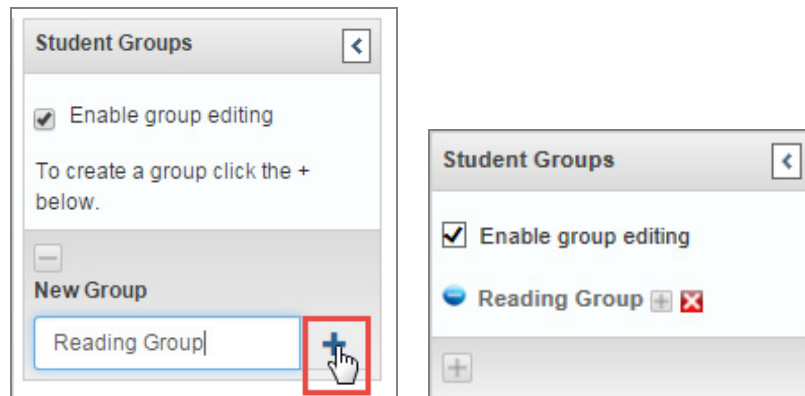 Student Groups
Enable group editing
To create a group click the +
below.
New Group
Reading Group
Student Groups
Enable group editing
Reading Group